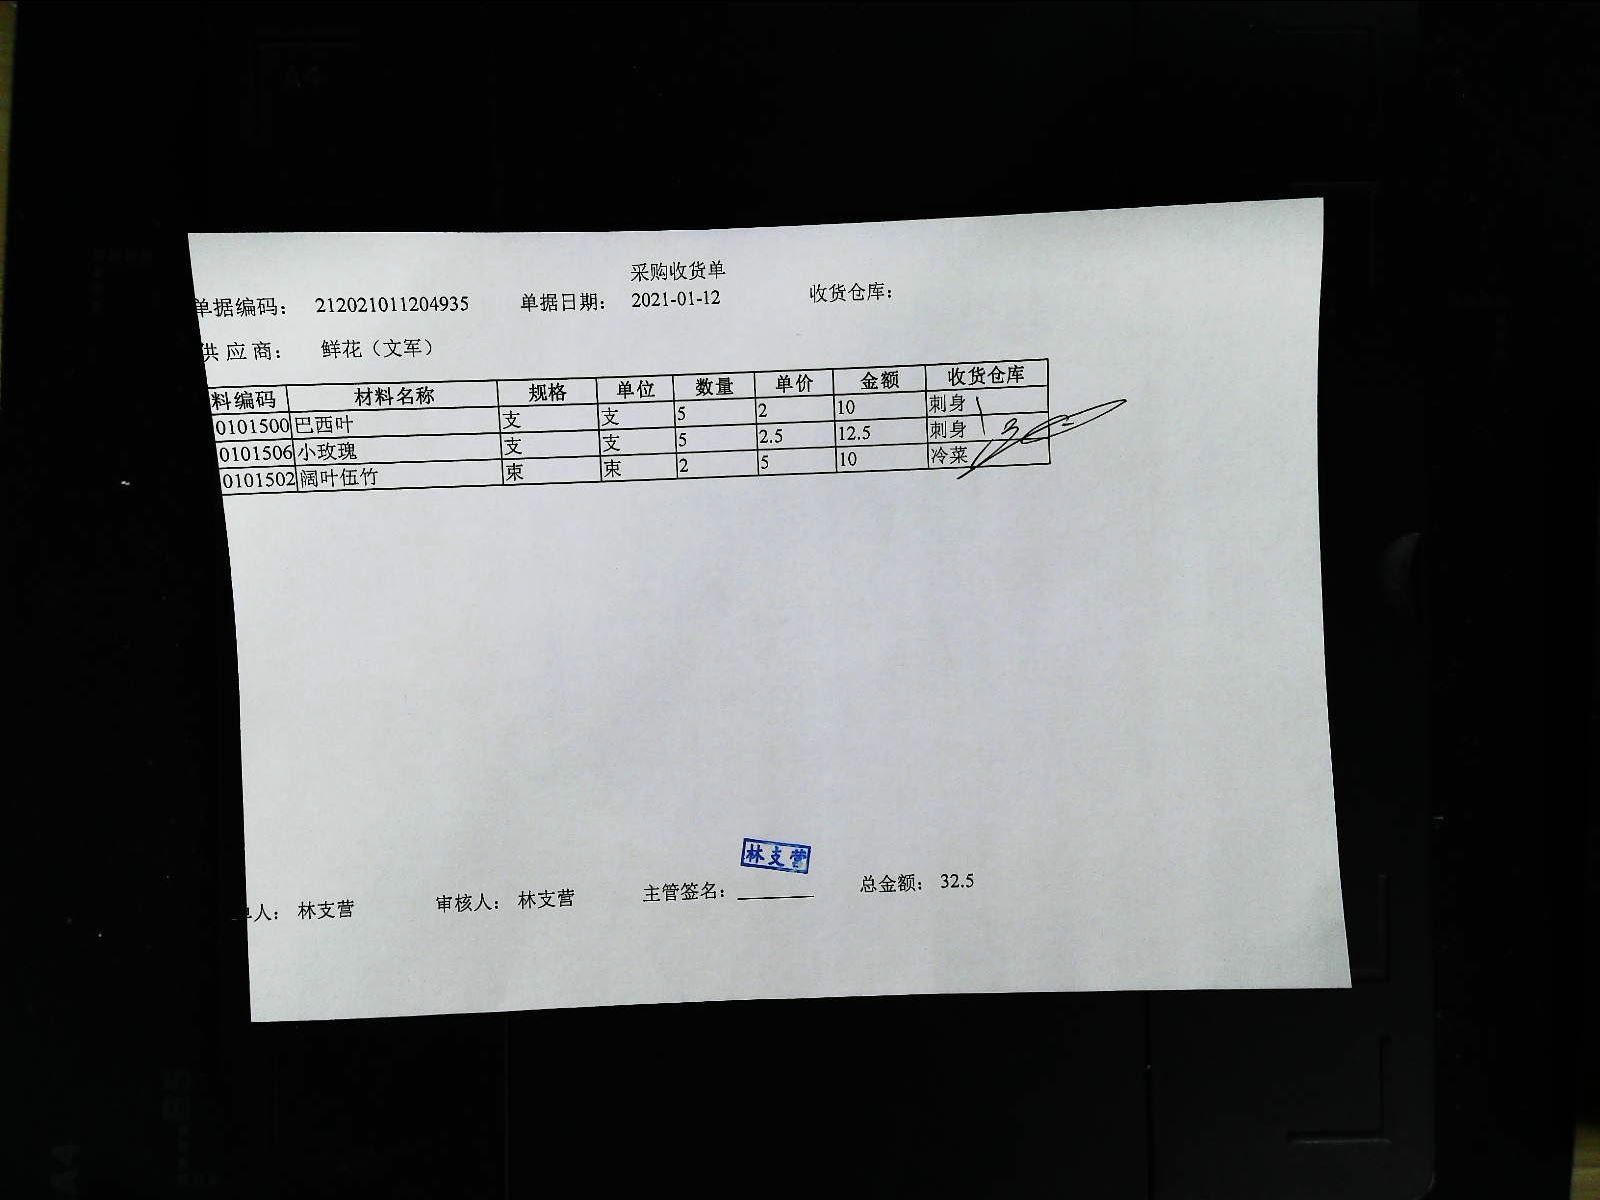 采购收货单
单据编码： 212021011204935 单据日期： 2021-01-12 收货仓库：
供 应 商： 鲜花（文军）
料编码 材料名称 规格 单位 数量 单价 金额 收货仓库
0101500 巴西叶 支 支 5 2 10 刺身
0101506 小玫瑰 支 支 5 2.5 12.5 刺身
0101502 阔叶伍竹 束 束 2 5 10 冷菜
林支营
单人： 林支营 审核人： 林支营 主管签名： 总金额： 32.5